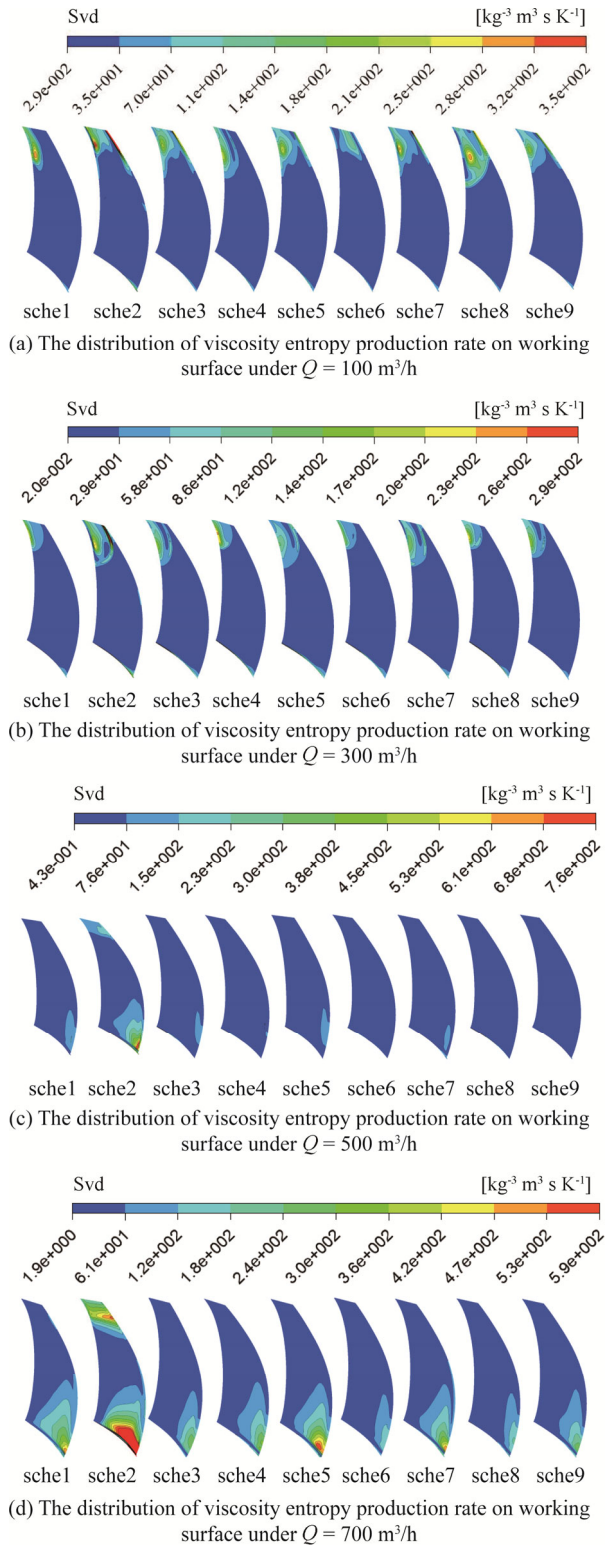 Svd [kg-3 m3 s K-1]
2.9e-002 3.5e+001 7.0e+001 1.1e+002 1.4e+002 1.8e+002 2.1e+002 2.5e+002 2.8e+002 3.2e+002 3.5e+002
sche1 sche2 sche3 sche4 sche5 sche6 sche7 sche8 sche9
(a) The distribution of viscosity entropy production rate on working
surface under Q = 100 m³/h
Svd [kg-3 m3 s K-1]
2.0e-002 2.9e+001 5.8e+001 8.6e+001 1.2e+002 1.4e+002 1.7e+002 2.0e+002 2.3e+002 2.6e+002 2.9e+002
sche1 sche2 sche3 sche4 sche5 sche6 sche7 sche8 sche9
(b) The distribution of viscosity entropy production rate on working
surface under Q = 300 m³/h
Svd [kg-3 m3 s K-1]
4.3e-001 7.6e+001 1.5e+002 2.3e+002 3.0e+002 3.8e+002 4.5e+002 5.3e+002 6.1e+002 6.8e+002 7.6e+002
sche1 sche2 sche3 sche4 sche5 sche6 sche7 sche8 sche9
(c) The distribution of viscosity entropy production rate on working
surface under Q = 500 m³/h
Svd [kg-3 m3 s K-1]
1.9e+000 6.1e+001 1.2e+002 1.8e+002 2.4e+002 3.0e+002 3.6e+002 4.2e+002 4.7e+002 5.3e+002 5.9e+002
sche1 sche2 sche3 sche4 sche5 sche6 sche7 sche8 sche9
(d) The distribution of viscosity entropy production rate on working
surface under Q = 700 m³/h